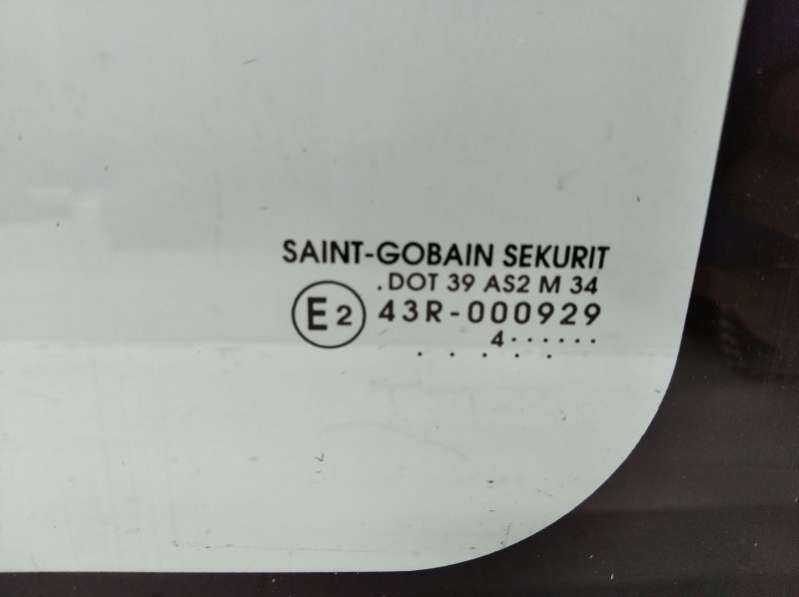 SAINT-GOBAIN SEKURIT
.DOT 39 AS2 M 34
E2 43R-000929
4······
. . . . .